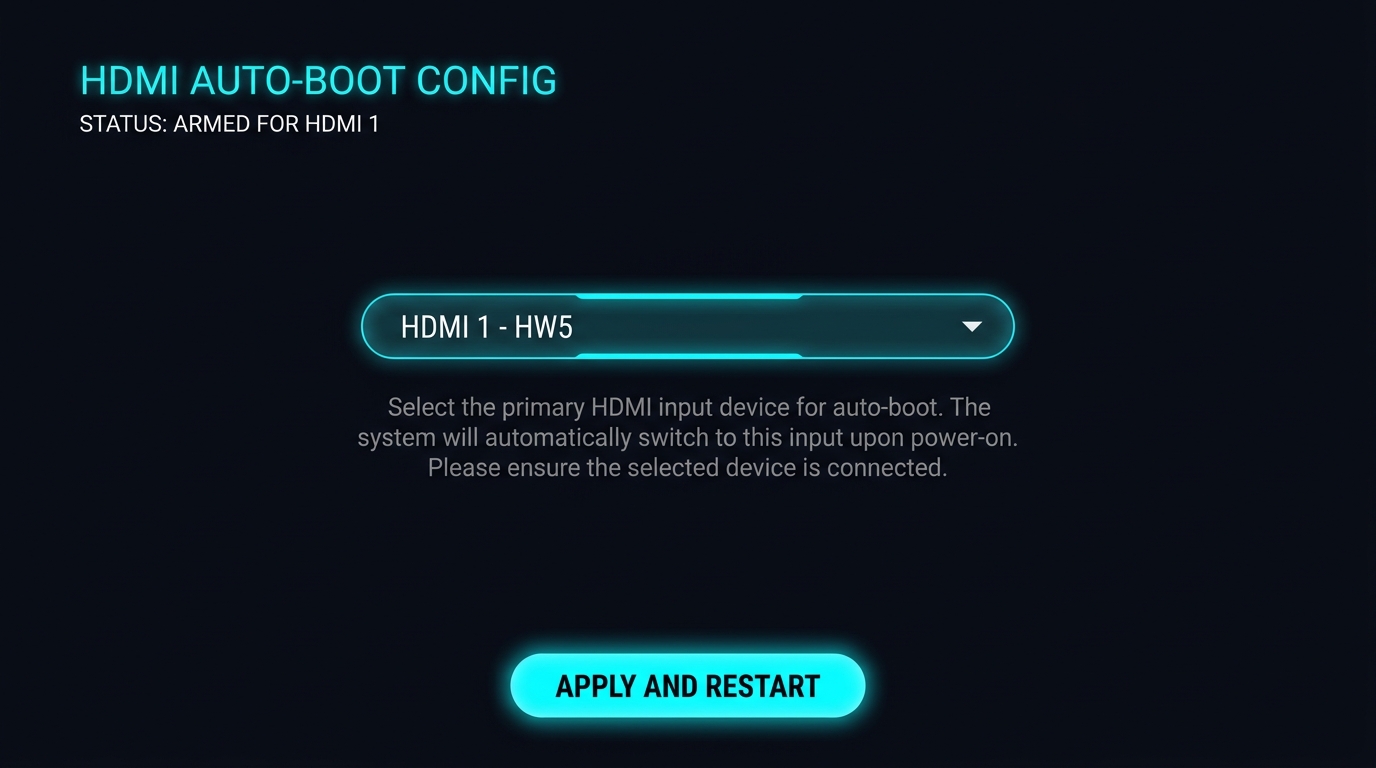 HDMI AUTO-BOOT CONFIG
STATUS: ARMED FOR HDMI 1
HDMI 1 - HW5
Select the primary HDMI input device for auto-boot. The
system will automatically switch to this input upon power-on.
Please ensure the selected device is connected.
APPLY AND RESTART